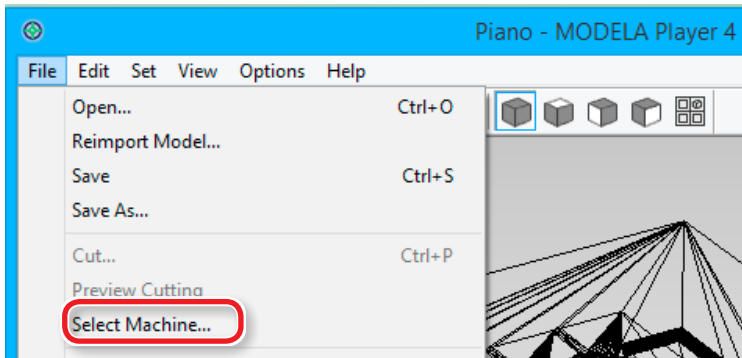 Piano - MODELA Player 4
File Edit Set View Options Help
Open... Ctrl+O
Reimport Model...
Save Ctrl+S
Save As...
Cut... Ctrl+P
Preview Cutting
Select Machine...